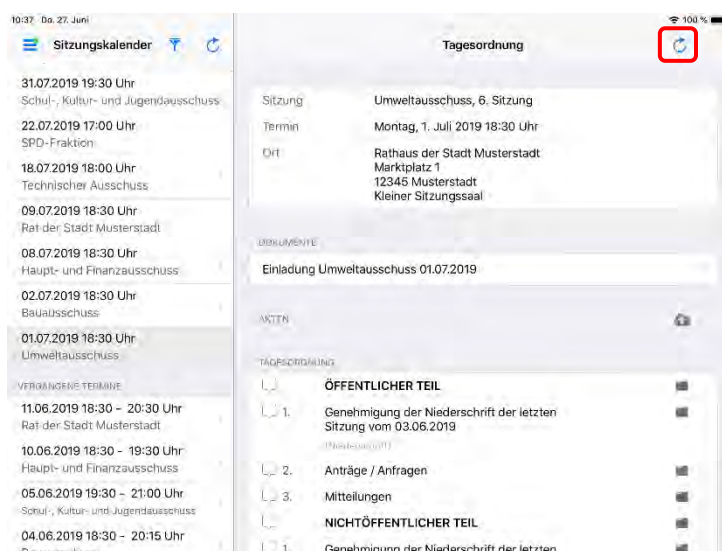 10:37 Do. 27. Juni
100 %
Sitzungskalender
Tagesordnung
31.07.2019 19:30 Uhr
Schul-, Kultur- und Jugendausschuss
22.07.2019 17:00 Uhr
SPD-Fraktion
18.07.2019 18:00 Uhr
Technischer Ausschuss
09.07.2019 18:30 Uhr
Rat der Stadt Musterstadt
08.07.2019 18:30 Uhr
Haupt- und Finanzausschuss
02.07.2019 18:30 Uhr
Bauausschuss
01.07.2019 18:30 Uhr
Umweltausschuss
VERGANGENE TERMINE
11.06.2019 18:30 - 20:30 Uhr
Rat der Stadt Musterstadt
10.06.2019 18:30 - 19:30 Uhr
Haupt- und Finanzausschuss
05.06.2019 19:30 - 21:00 Uhr
Schul-, Kultur- und Jugendausschuss
04.06.2019 18:30 - 20:15 Uhr
Sitzung Umweltausschuss, 6. Sitzung
Termin Montag, 1. Juli 2019 18:30 Uhr
Ort Rathaus der Stadt Musterstadt
Marktplatz 1
12345 Musterstadt
Kleiner Sitzungssaal
DOKUMENTE
Einladung Umweltausschuss 01.07.2019
AKTEN
TAGESORDNUNG
ÖFFENTLICHER TEIL
1. Genehmigung der Niederschrift der letzten
Sitzung vom 03.06.2019
(Niederschrift)
2. Anträge / Anfragen
3. Mitteilungen
NICHTÖFFENTLICHER TEIL
1. Genehmigung der Niederschrift der letzten